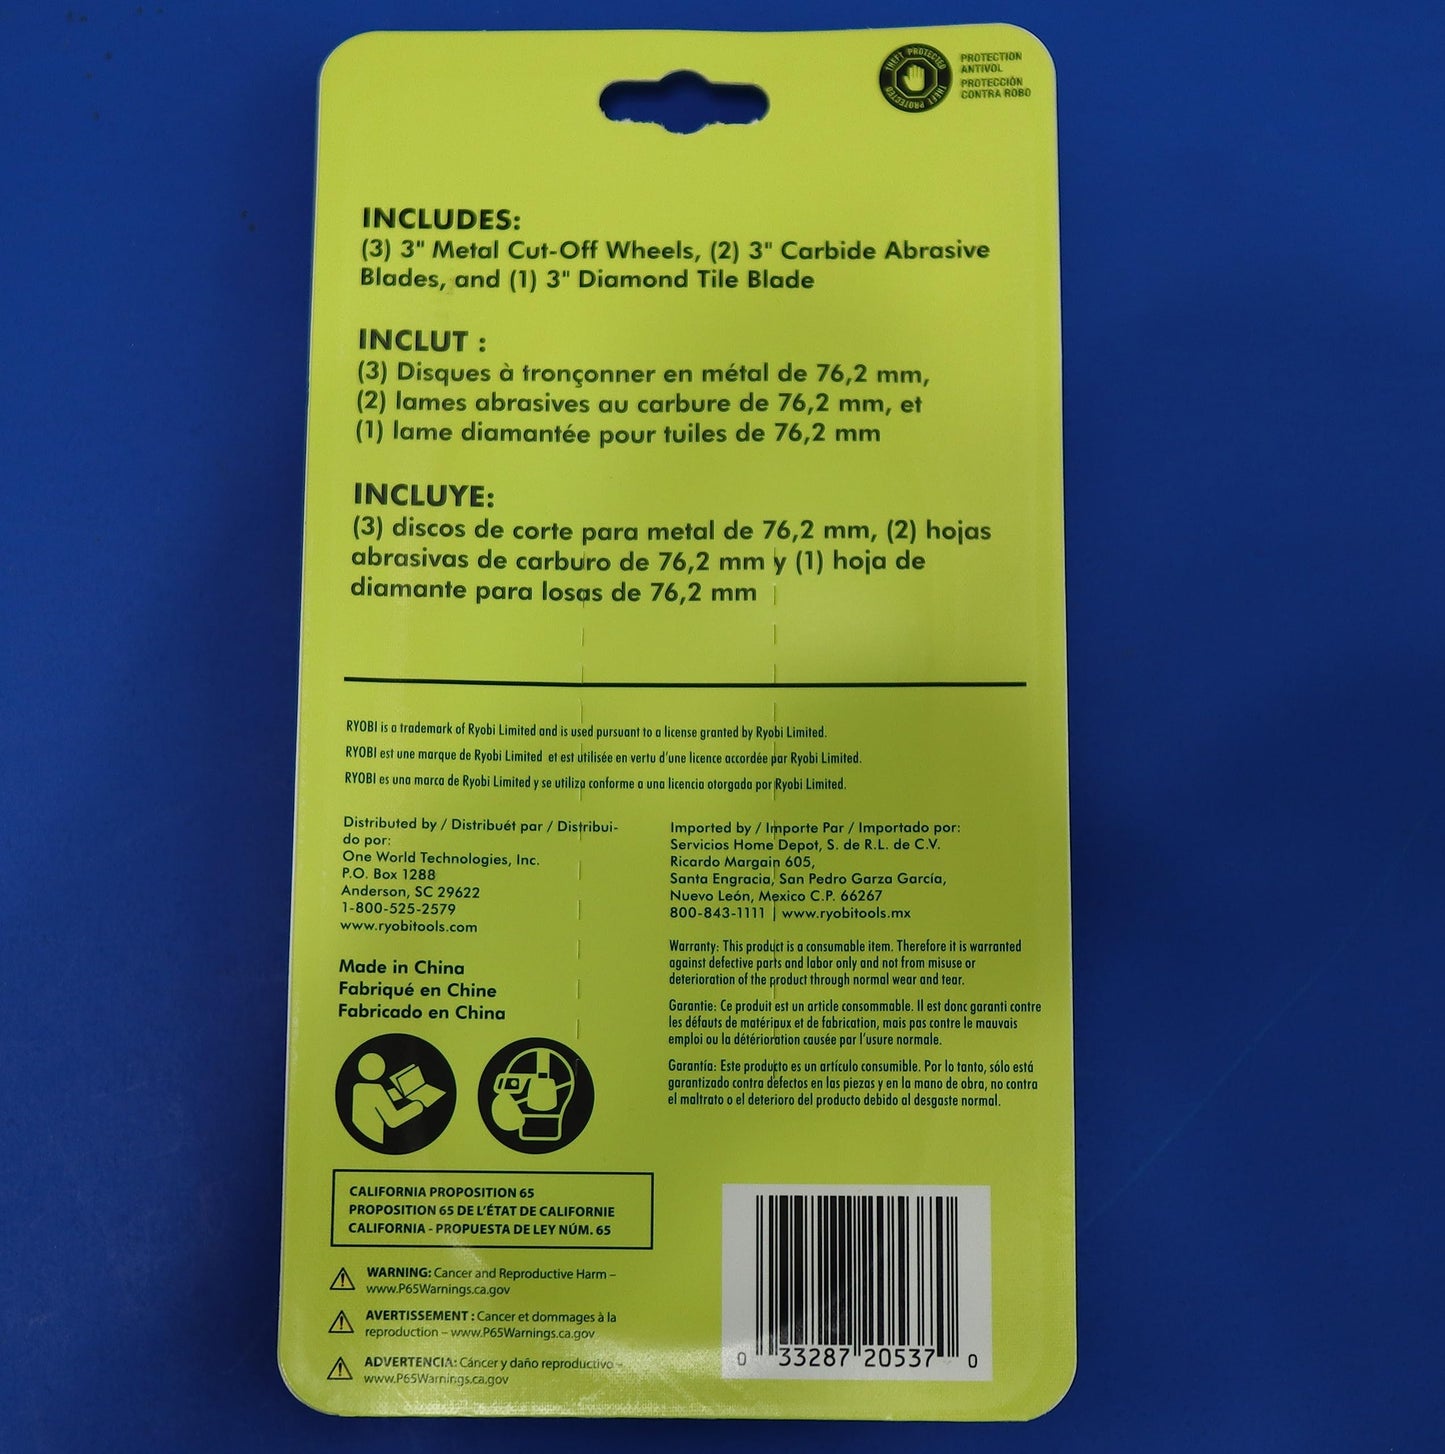 THEFT PROTECTED
THEFT PROTECTED
PROTECTION
ANTIVOL
PROTECCIÓN
CONTRA ROBO
INCLUDES:
(3) 3" Metal Cut-Off Wheels, (2) 3" Carbide Abrasive
Blades, and (1) 3" Diamond Tile Blade
INCLUT :
(3) Disques à tronçonner en métal de 76,2 mm,
(2) lames abrasives au carbure de 76,2 mm, et
(1) lame diamantée pour tuiles de 76,2 mm
INCLUYE:
(3) discos de corte para metal de 76,2 mm, (2) hojas
abrasivas de carburo de 76,2 mm y (1) hoja de
diamante para losas de 76,2 mm
RYOBI is a trademark of Ryobi Limited and is used pursuant to a license granted by Ryobi Limited.
RYOBI est une marque de Ryobi Limited et est utilisée en vertu d'une licence accordée par Ryobi Limited.
RYOBI es una marca de Ryobi Limited y se utiliza conforme a una licencia otorgada por Ryobi Limited.
Distributed by / Distribuét par / Distribui-
do por:
One World Technologies, Inc.
P.O. Box 1288
Anderson, SC 29622
1-800-525-2579
www.ryobitools.com
Made in China
Fabriqué en Chine
Fabricado en China
Imported by / Importe Par / Importado por:
Servicios Home Depot, S. de R.L. de C.V.
Ricardo Margain 605,
Santa Engracia, San Pedro Garza García,
Nuevo León, Mexico C.P. 66267
800-843-1111 | www.ryobitools.mx
Warranty: This product is a consumable item. Therefore it is warranted
against defective parts and labor only and not from misuse or
deterioration of the product through normal wear and tear.
Garantie: Ce produit est un article consommable. Il est donc garanti contre
les défauts de matériaux et de fabrication, mais pas contre le mauvais
emploi ou la détérioration causée par l'usure normale.
Garantía: Este producto es un artículo consumible. Por lo tanto, sólo está
garantizado contra defectos en las piezas y en la mano de obra, no contra
el maltrato o el deterioro del producto debido al desgaste normal.
CALIFORNIA PROPOSITION 65
PROPOSITION 65 DE L'ÉTAT DE CALIFORNIE
CALIFORNIA - PROPUESTA DE LEY NÚM. 65
WARNING: Cancer and Reproductive Harm –
www.P65Warnings.ca.gov
AVERTISSEMENT : Cancer et dommages à la
reproduction – www.P65Warnings.ca.gov
ADVERTENCIA: Cáncer y daño reproductivo –
www.P65Warnings.ca.gov
0 33287 20537 0